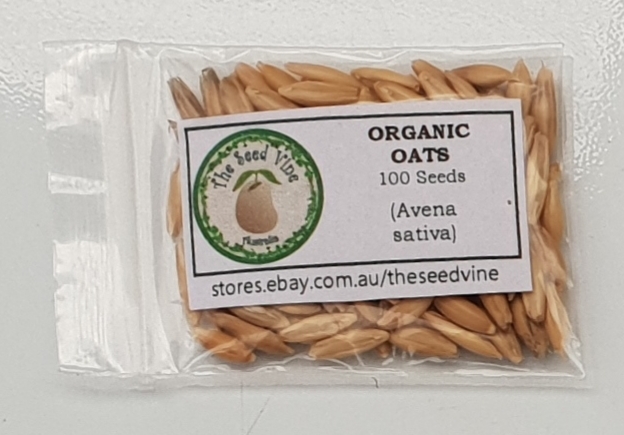 The Seed Vine
Australia
ORGANIC
OATS
100 Seeds
(Avena
sativa)
stores.ebay.com.au/theseedvine